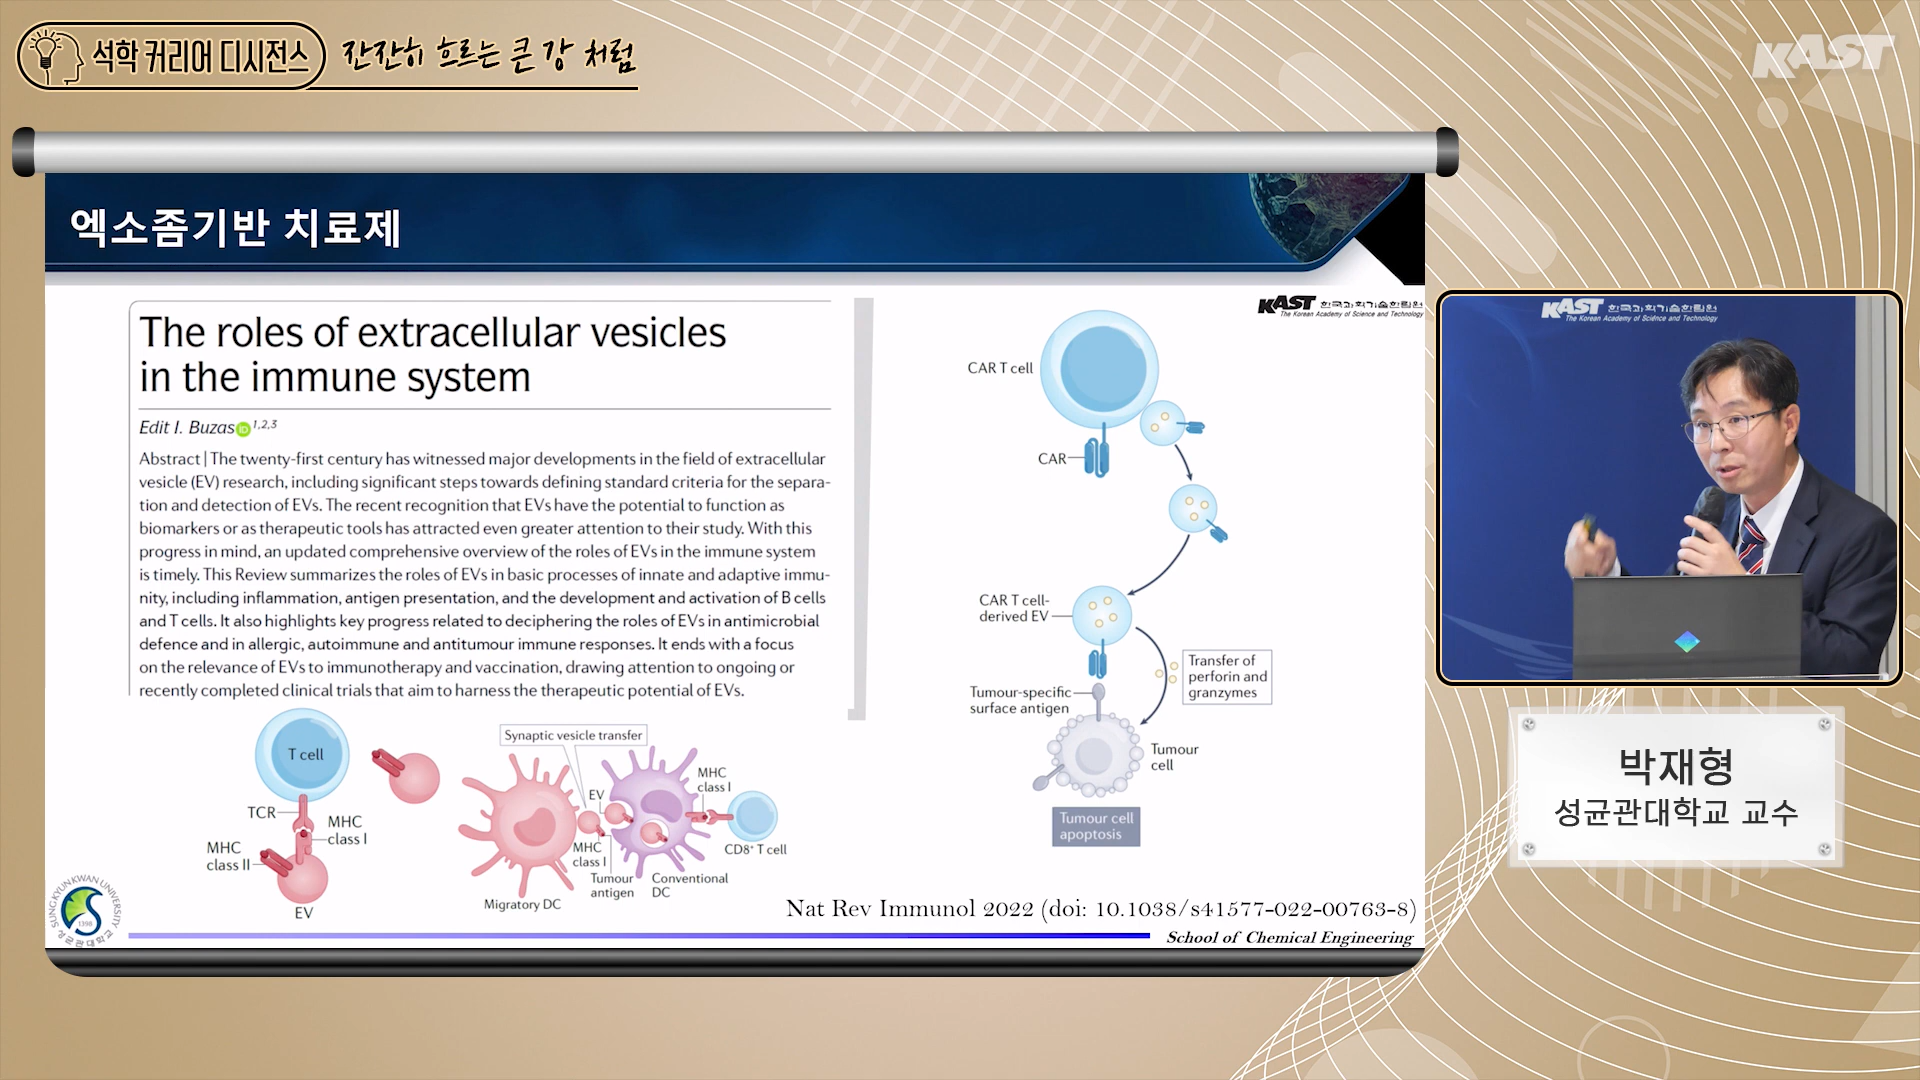 석학 커리어 디시전스
잔잔히 흐르는 큰 강 처럼
KAST
엑소좀기반 치료제
KAST 한국과학기술한림원
The Korean Academy of Science and Technology
The roles of extracellular vesicles
in the immune system
Edit I. Buzas iD 1,2,3
Abstract | The twenty-first century has witnessed major developments in the field of extracellular
vesicle (EV) research, including significant steps towards defining standard criteria for the separa-
tion and detection of EVs. The recent recognition that EVs have the potential to function as
biomarkers or as therapeutic tools has attracted even greater attention to their study. With this
progress in mind, an updated comprehensive overview of the roles of EVs in the immune system
is timely. This Review summarizes the roles of EVs in basic processes of innate and adaptive immu-
nity, including inflammation, antigen presentation, and the development and activation of B cells
and T cells. It also highlights key progress related to deciphering the roles of EVs in antimicrobial
defence and in allergic, autoimmune and antitumour immune responses. It ends with a focus
on the relevance of EVs to immunotherapy and vaccination, drawing attention to ongoing or
recently completed clinical trials that aim to harness the therapeutic potential of EVs.
T cell
TCR
MHC
class I
MHC
class II
EV
Synaptic vesicle transfer
EV
MHC
class I
MHC
class I
Tumour
antigen
Migratory DC
Conventional
DC
CD8+ T cell
CAR T cell
CAR
CAR T cell-
derived EV
Transfer of
perforin and
granzymes
Tumour-specific
surface antigen
Tumour
cell
Tumour cell
apoptosis
Nat Rev Immunol 2022 (doi: 10.1038/s41577-022-00763-8)
School of Chemical Engineering
SUNGKYUNKWAN UNIVERSITY
1398
성균관대학교
KAST 한국과학기술한림원
The Korean Academy of Science and Technology
박재형
성균관대학교 교수